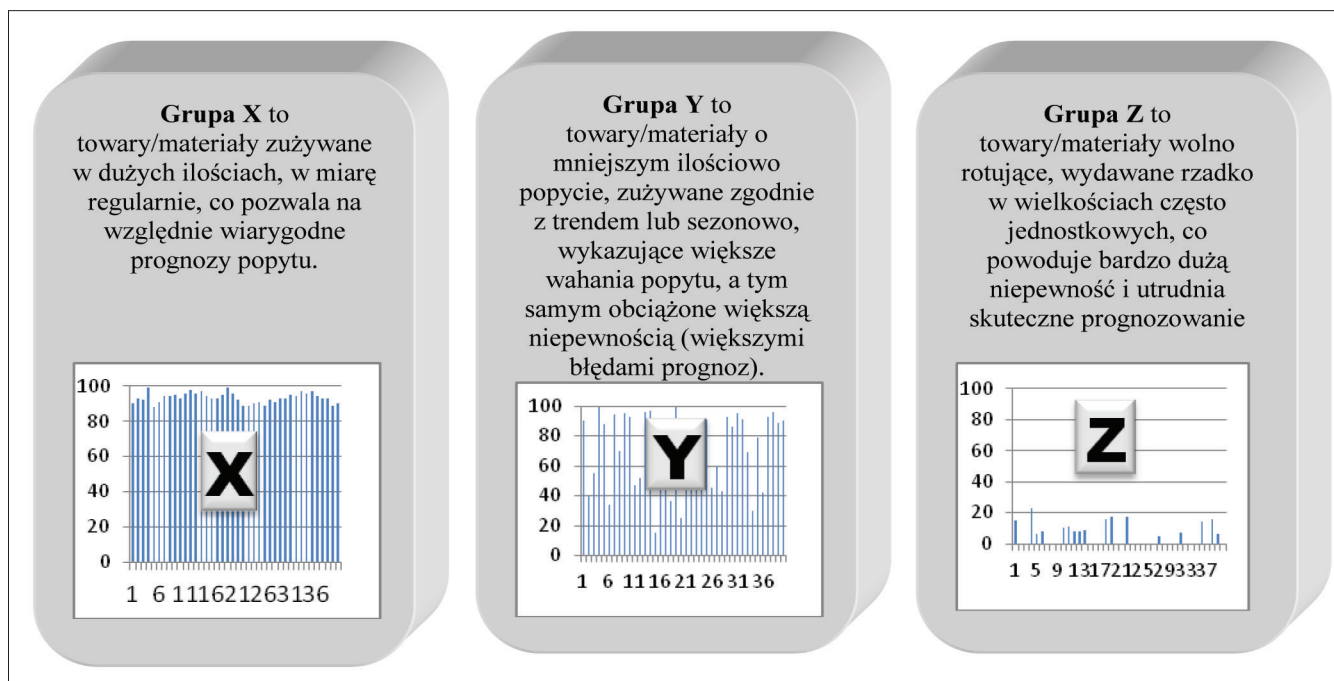 Grupa X to
towary/materiały zużywane
w dużych ilościach, w miarę
regularnie, co pozwala na
względnie wiarygodne
prognozy popytu.
100
80
60
40
20
0
1 6 111621263136
X
Grupa Y to
towary/materiały o
mniejszym ilościowo
popycie, zużywane zgodnie
z trendem lub sezonowo,
wykazujące większe
wahania popytu, a tym
samym obciążone większą
niepewnością (większymi
błędami prognoz).
100
80
60
40
20
0
1 6 11 16 21 26 31 36
Y
Grupa Z to
towary/materiały wolno
rotujące, wydawane rzadko
w wielkościach często
jednostkowych, co
powoduje bardzo dużą
niepewność i utrudnia
skuteczne prognozowanie
100
80
60
40
20
0
1 5 9 13172125293337
Z